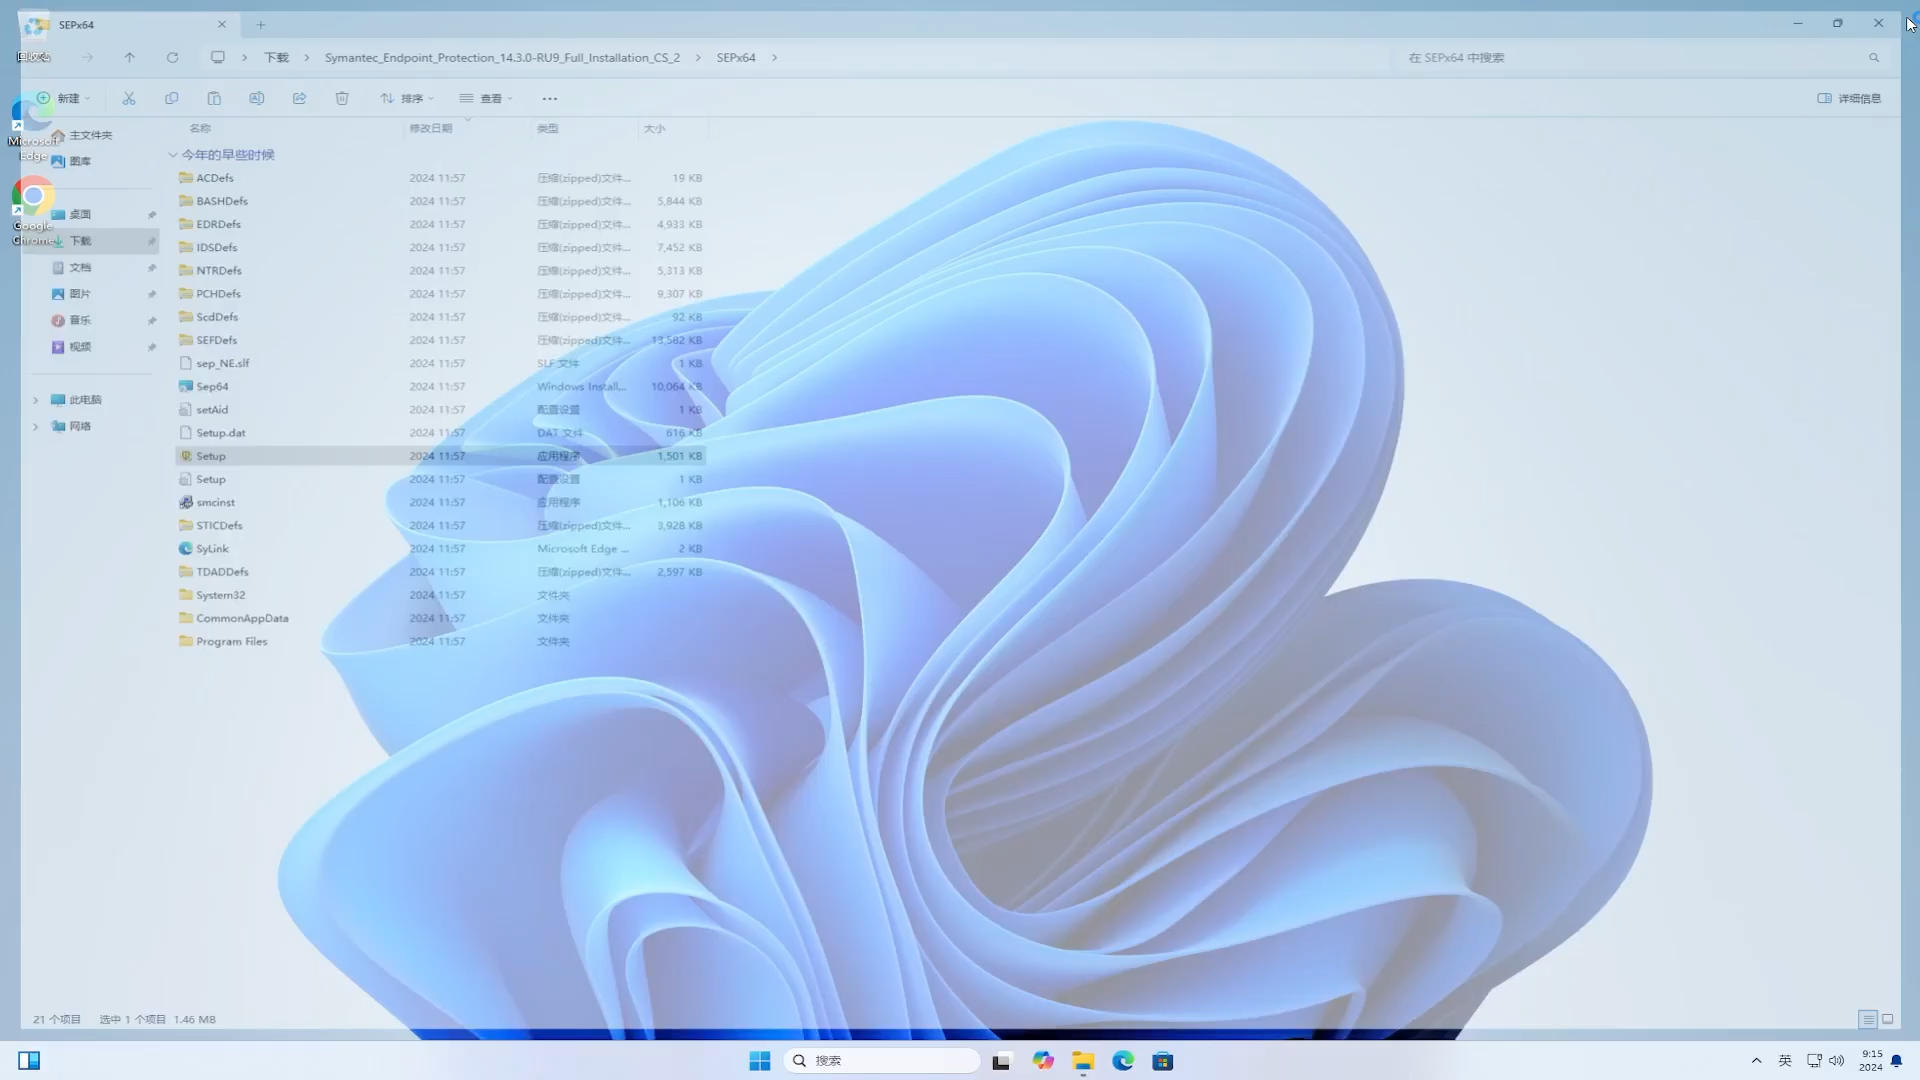 SEPx64
回收站
下载
Symantec_Endpoint_Protection_14.3.0-RU9_Full_Installation_CS_2
SEPx64
在 SEPx64 中搜索
新建
排序
查看
详细信息
名称
修改日期
类型
大小
Microsoft Edge
主文件夹
图库
Google Chrome
桌面
下载
文档
图片
音乐
视频
此电脑
网络
今年的早些时候
ACDefs 2024 11:57 压缩(zipped)文件... 19 KB
BASHDefs 2024 11:57 压缩(zipped)文件... 5,844 KB
EDRDefs 2024 11:57 压缩(zipped)文件... 4,933 KB
IDSDefs 2024 11:57 压缩(zipped)文件... 7,452 KB
NTRDefs 2024 11:57 压缩(zipped)文件... 5,313 KB
PCHDefs 2024 11:57 压缩(zipped)文件... 9,307 KB
ScdDefs 2024 11:57 压缩(zipped)文件... 92 KB
SEFDefs 2024 11:57 压缩(zipped)文件... 13,582 KB
sep_NE.slf 2024 11:57 SLF 文件 1 KB
Sep64 2024 11:57 Windows Install... 10,064 KB
setAid 2024 11:57 配置设置 1 KB
Setup.dat 2024 11:57 DAT 文件 616 KB
Setup 2024 11:57 应用程序 1,501 KB
Setup 2024 11:57 配置设置 1 KB
smcinst 2024 11:57 应用程序 1,106 KB
STICDefs 2024 11:57 压缩(zipped)文件... 3,928 KB
SyLink 2024 11:57 Microsoft Edge ... 2 KB
TDADDefs 2024 11:57 压缩(zipped)文件... 2,597 KB
System32 2024 11:57 文件夹
CommonAppData 2024 11:57 文件夹
Program Files 2024 11:57 文件夹
21 个项目 选中 1 个项目 1.46 MB
搜索
英
9:15
2024